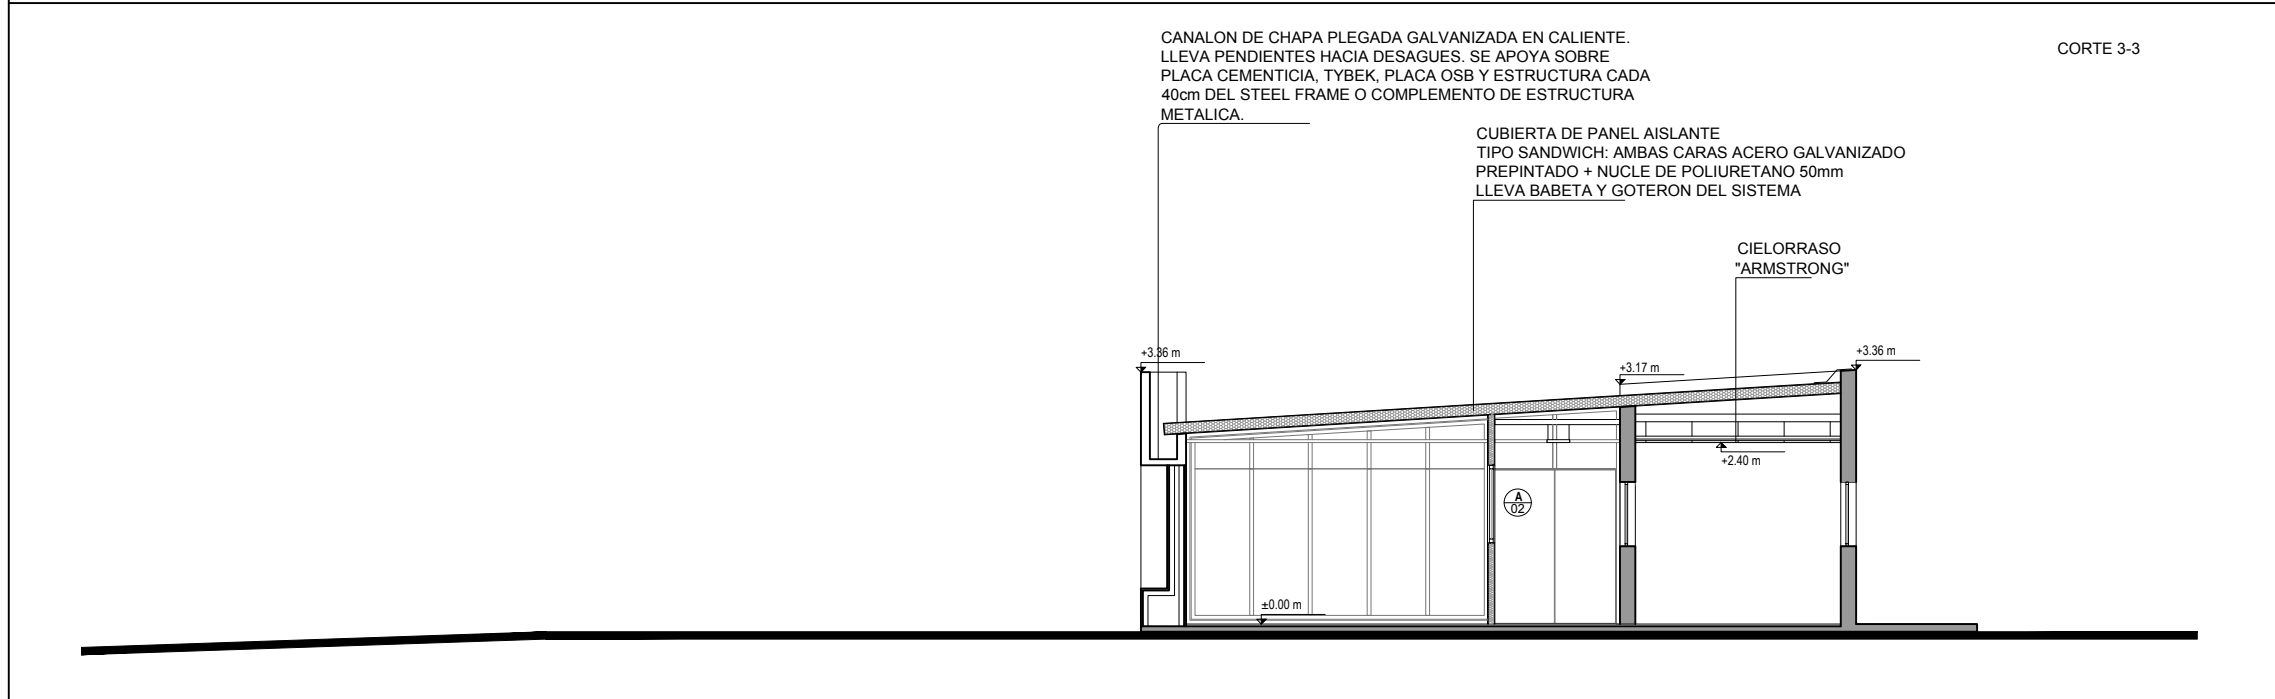 CANALON DE CHAPA PLEGADA GALVANIZADA EN CALIENTE.
LLEVA PENDIENTES HACIA DESAGUES. SE APOYA SOBRE
PLACA CEMENTICIA, TYBEK, PLACA OSB Y ESTRUCTURA CADA
40cm DEL STEEL FRAME O COMPLEMENTO DE ESTRUCTURA
METALICA.
CORTE 3-3
CUBIERTA DE PANEL AISLANTE
TIPO SANDWICH: AMBAS CARAS ACERO GALVANIZADO
PREPINTADO + NUCLE DE POLIURETANO 50mm
LLEVA BABETA Y GOTERON DEL SISTEMA
CIELORRASO
"ARMSTRONG"
+3.36 m
+3.17 m
+3.36 m
+2.40 m
A
02
±0.00 m